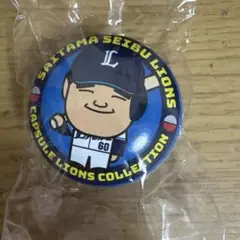 SAITAMA SEIBU LIONS
L
60
CAPSULE LIONS COLLECTION